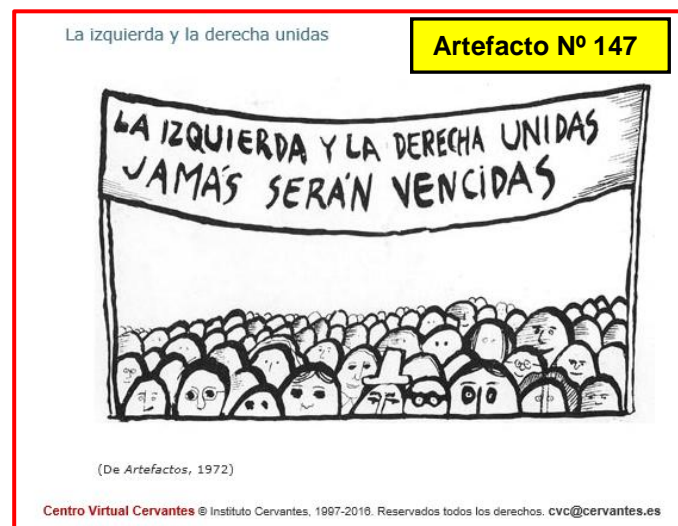 La izquierda y la derecha unidas
Artefacto Nº 147
LA IZQUIERDA Y LA DERECHA UNIDAS
JAMÁS SERÁN VENCIDAS
(De Artefactos, 1972)
Centro Virtual Cervantes © Instituto Cervantes, 1997-2016. Reservados todos los derechos. cvc@cervantes.es